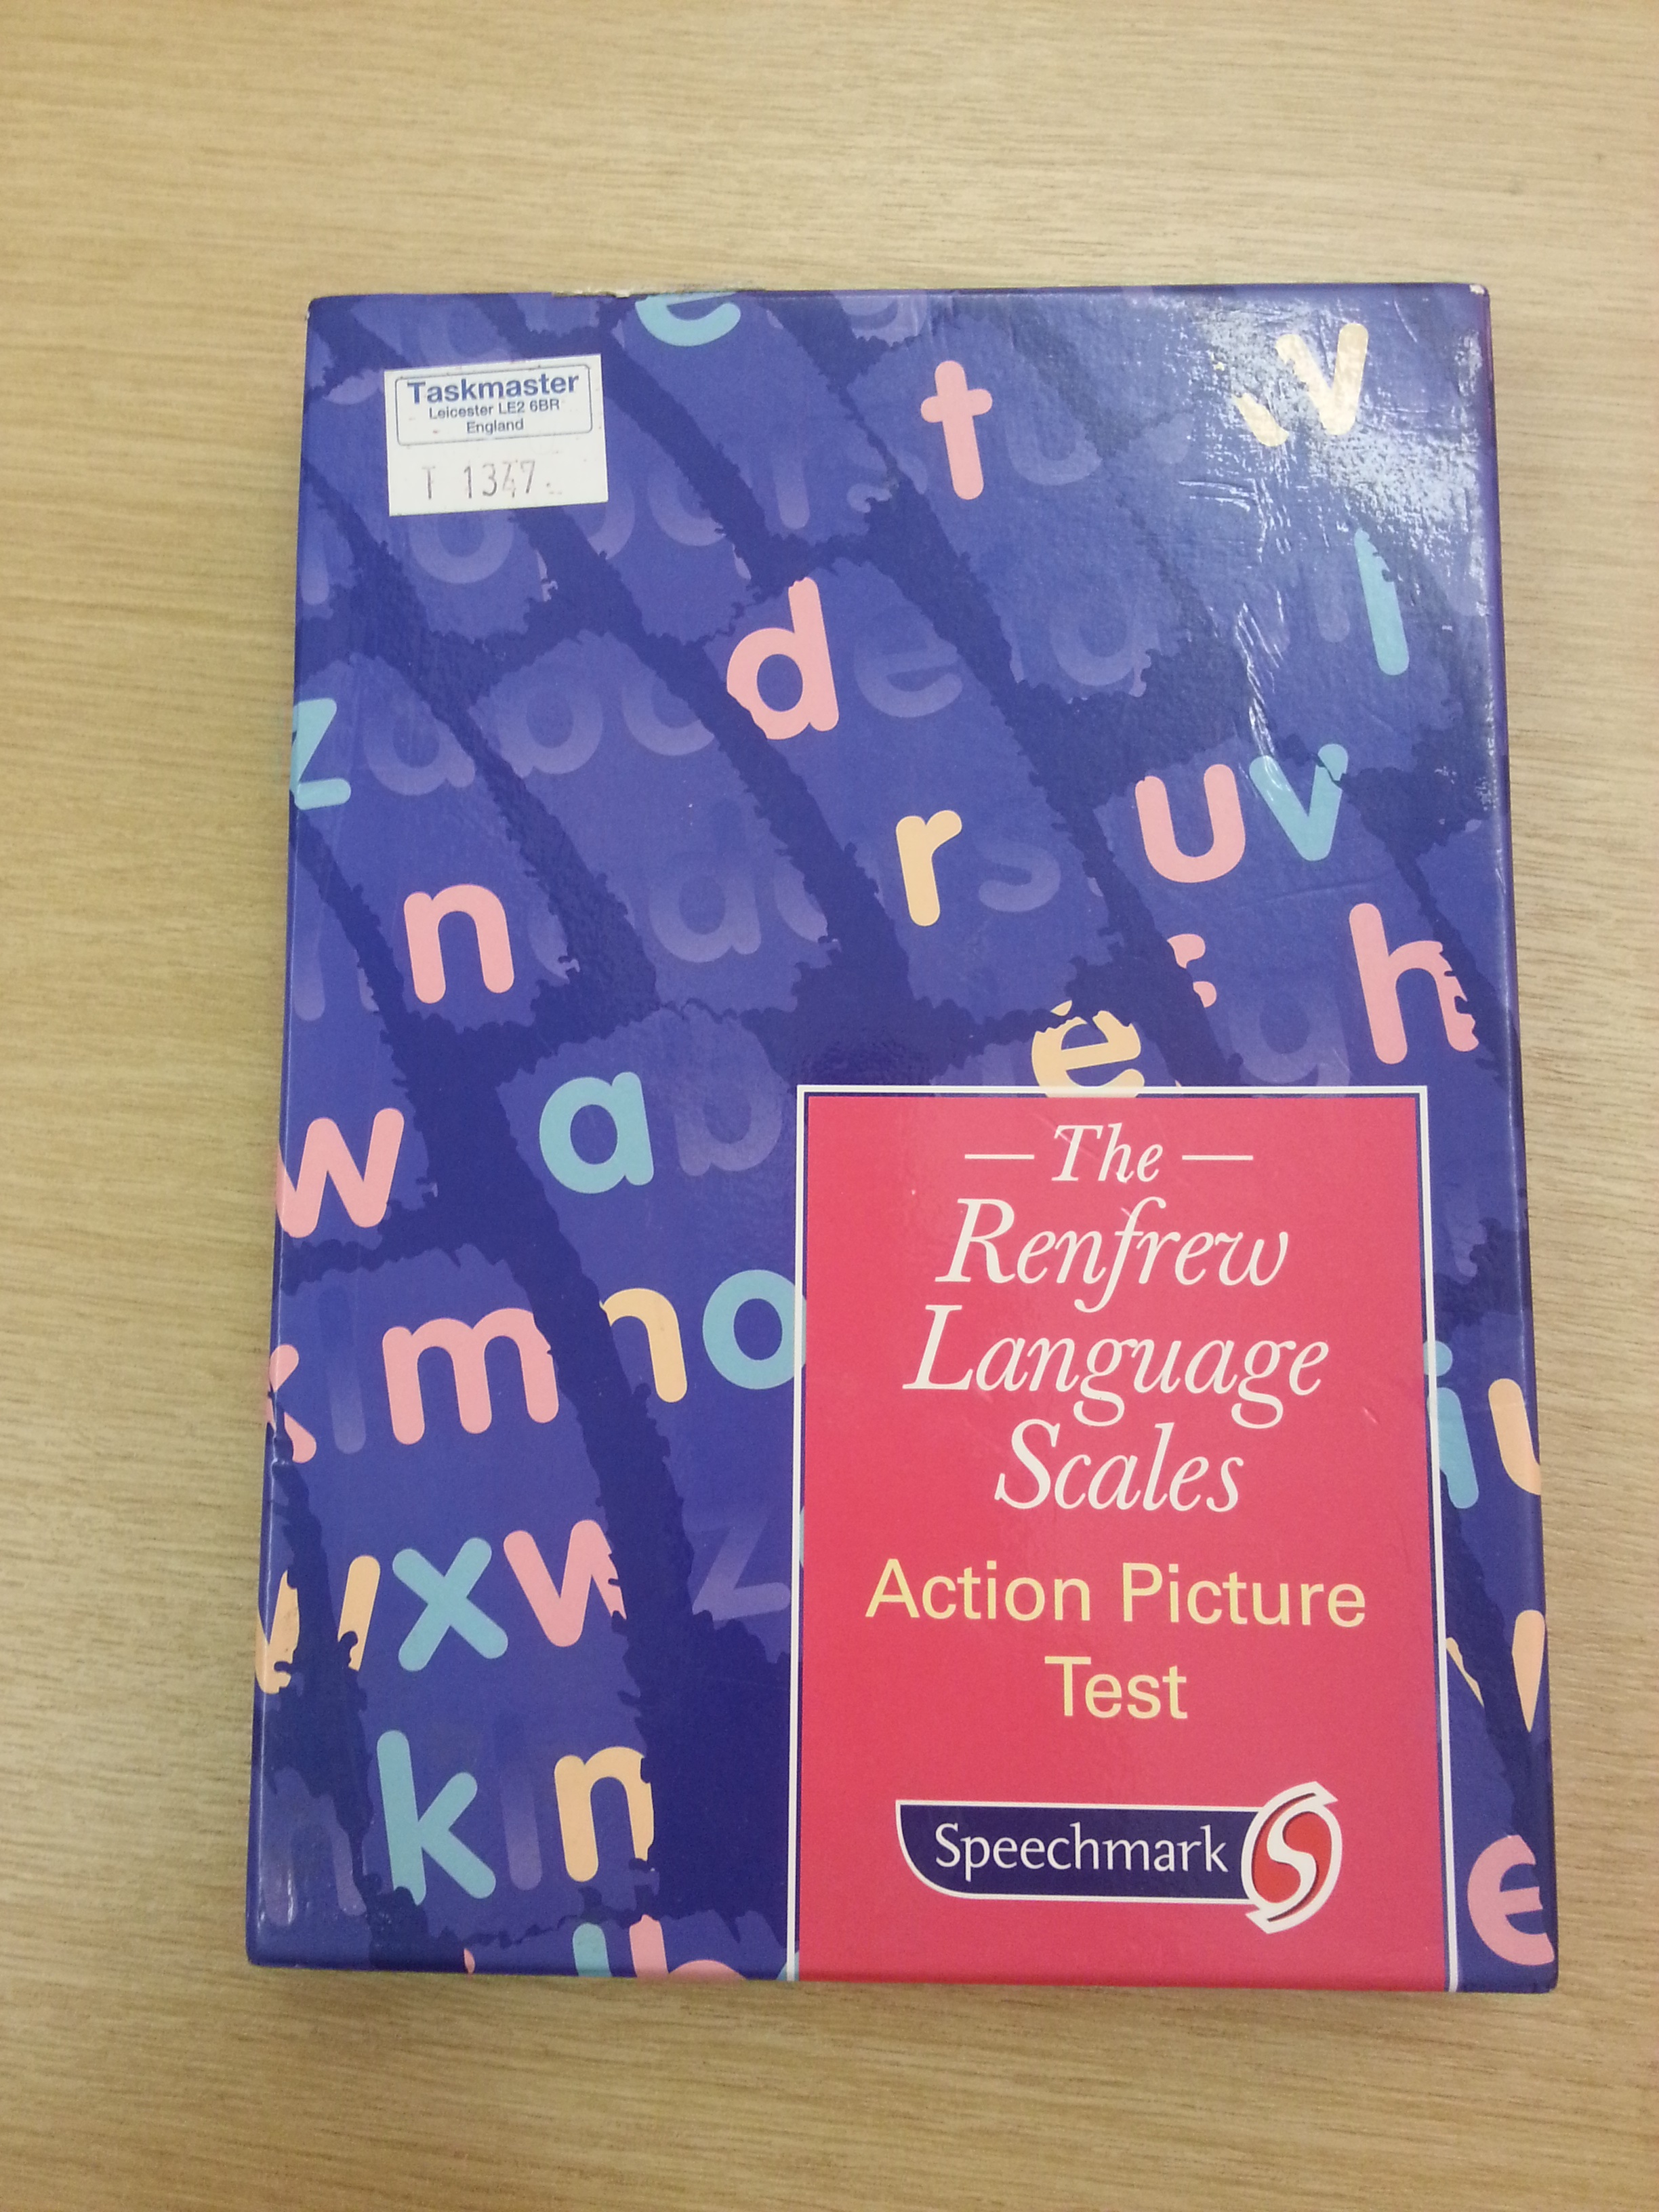 Taskmaster
Leicester LE2 6BR
England
T 1347
e
t
v
d
z
u v
r
n
h
e
a b
w
m n o
x w
k n
e
— The —
Renfrew
Language
Scales
Action Picture
Test
Speechmark